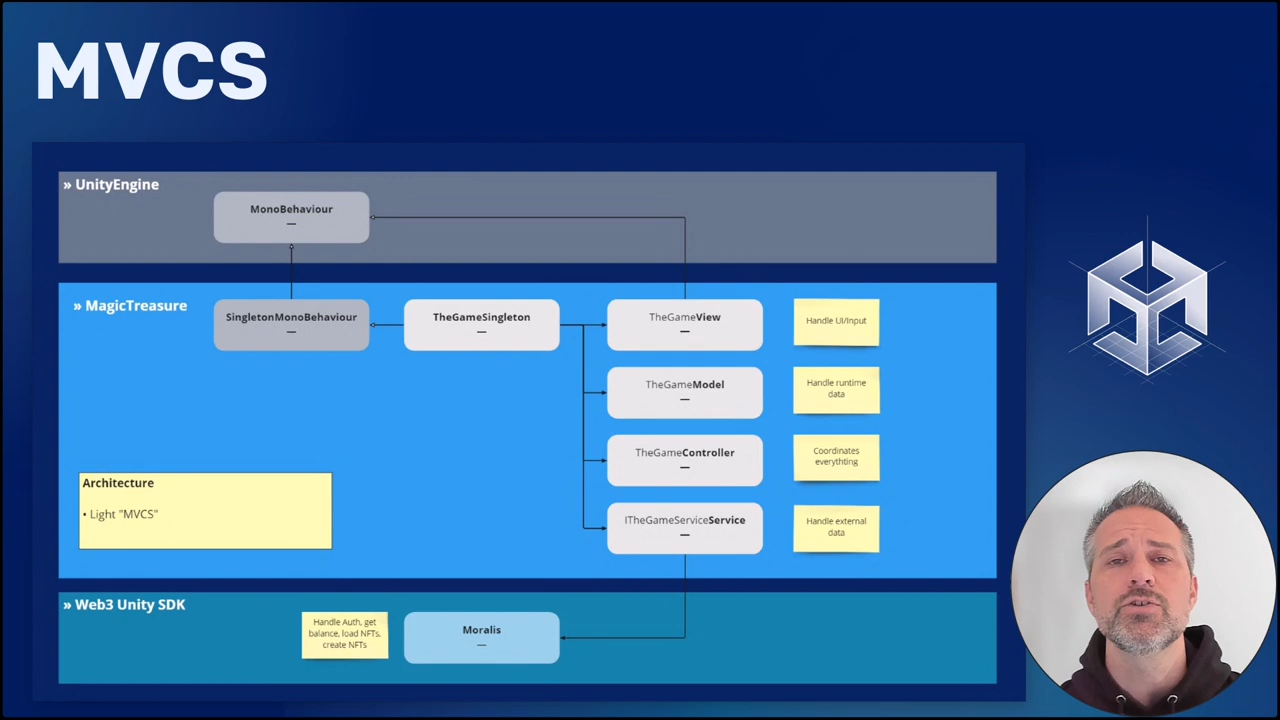 MVCS
» UnityEngine
MonoBehaviour
—
» MagicTreasure
SingletonMonoBehaviour
—
TheGameSingleton
—
TheGameView
—
Handle UI/Input
TheGameModel
—
Handle runtime
data
TheGameController
—
Coordinates
everythting
ITheGameServiceService
—
Handle external
data
Architecture
• Light "MVCS"
» Web3 Unity SDK
Handle Auth, get
balance, load NFTs,
create NFTs
Moralis
—